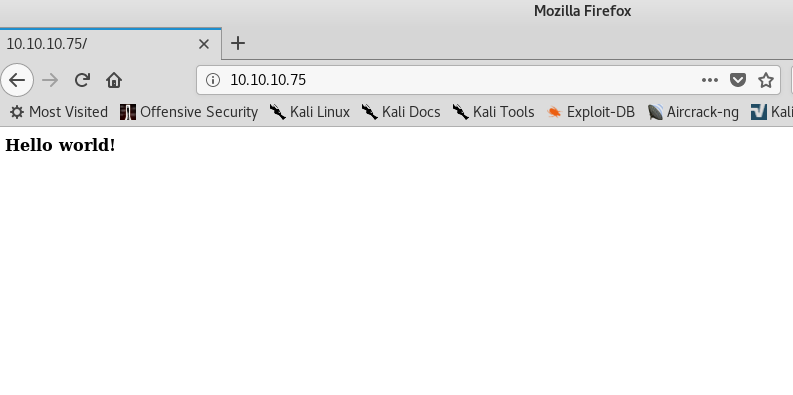 Mozilla Firefox
10.10.10.75/
10.10.10.75
Most Visited Offensive Security Kali Linux Kali Docs Kali Tools Exploit-DB Aircrack-ng Kali
Hello world!